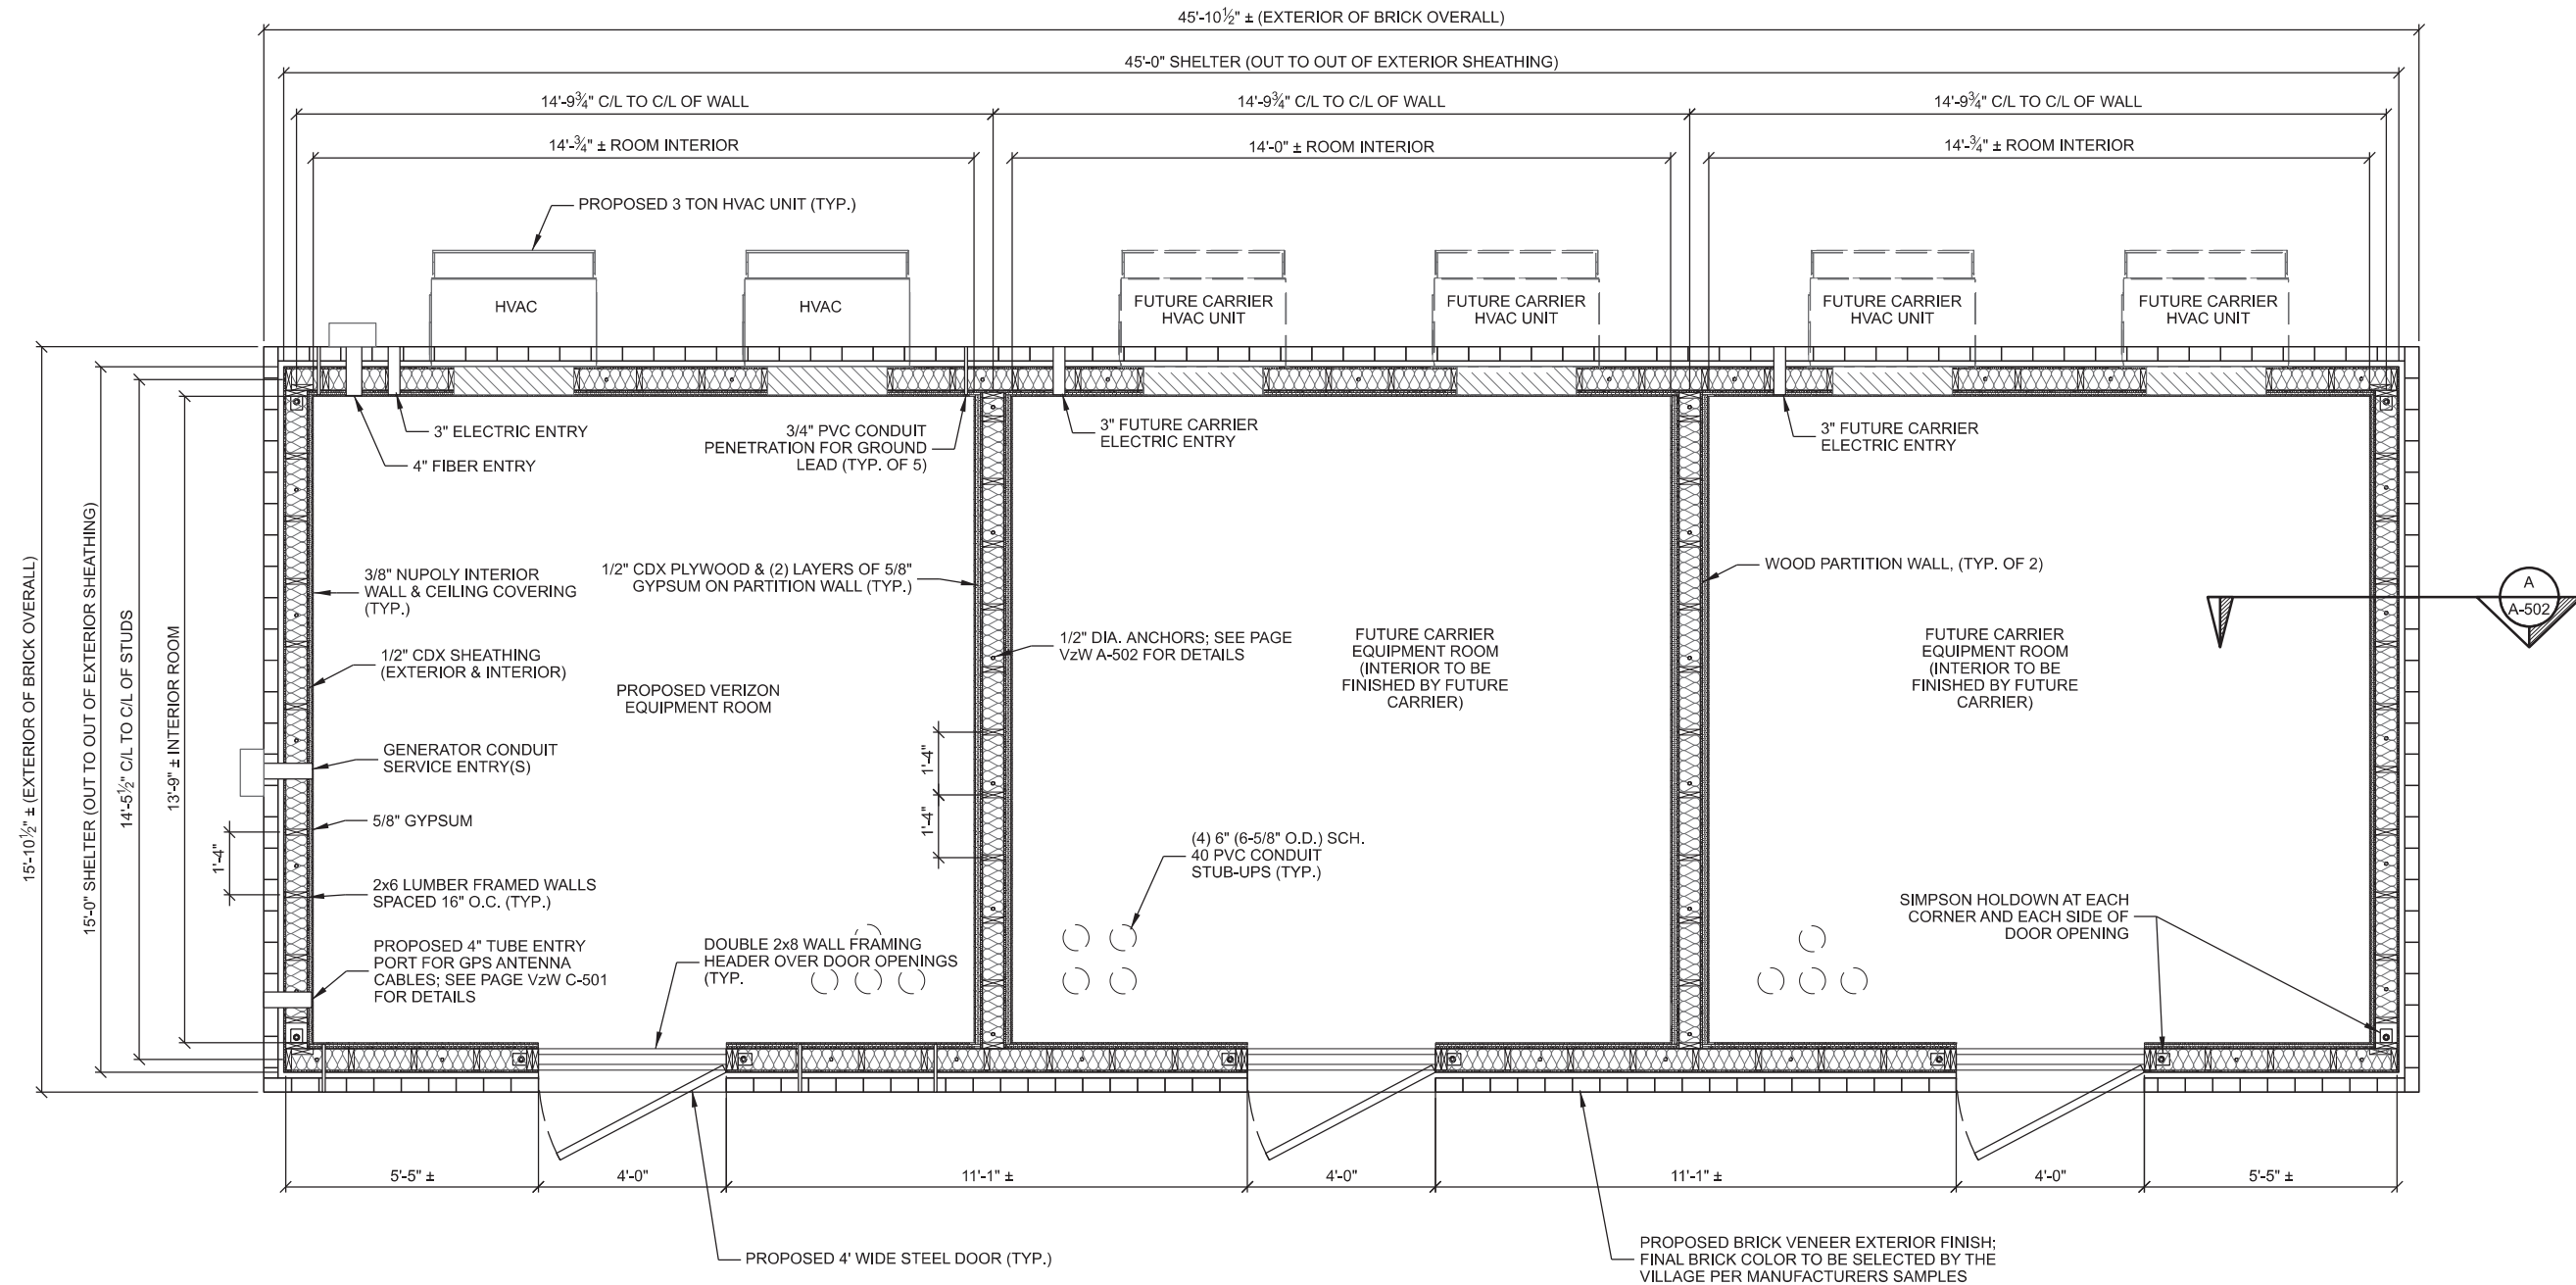 45'-10½" ± (EXTERIOR OF BRICK OVERALL)
45'-0" SHELTER (OUT TO OUT OF EXTERIOR SHEATHING)
14'-9¾" C/L TO C/L OF WALL
14'-9¾" C/L TO C/L OF WALL
14'-9¾" C/L TO C/L OF WALL
14'-¾" ± ROOM INTERIOR
14'-0" ± ROOM INTERIOR
14'-¾" ± ROOM INTERIOR
PROPOSED 3 TON HVAC UNIT (TYP.)
HVAC
HVAC
FUTURE CARRIER
HVAC UNIT
FUTURE CARRIER
HVAC UNIT
FUTURE CARRIER
HVAC UNIT
FUTURE CARRIER
HVAC UNIT
3" ELECTRIC ENTRY
4" FIBER ENTRY
3/4" PVC CONDUIT
PENETRATION FOR GROUND
LEAD (TYP. OF 5)
3" FUTURE CARRIER
ELECTRIC ENTRY
3" FUTURE CARRIER
ELECTRIC ENTRY
15'-10½" ± (EXTERIOR OF BRICK OVERALL)
15'-0" SHELTER (OUT TO OUT OF EXTERIOR SHEATHING)
14'-5½" C/L TO C/L OF STUDS
13'-9" ± INTERIOR ROOM
1'-4"
3/8" NUPOLY INTERIOR
WALL & CEILING COVERING
(TYP.)
1/2" CDX SHEATHING
(EXTERIOR & INTERIOR)
GENERATOR CONDUIT
SERVICE ENTRY(S)
5/8" GYPSUM
2x6 LUMBER FRAMED WALLS
SPACED 16" O.C. (TYP.)
PROPOSED 4" TUBE ENTRY
PORT FOR GPS ANTENNA
CABLES; SEE PAGE VzW C-501
FOR DETAILS
1/2" CDX PLYWOOD & (2) LAYERS OF 5/8"
GYPSUM ON PARTITION WALL (TYP.)
PROPOSED VERIZON
EQUIPMENT ROOM
1'-4"
1'-4"
DOUBLE 2x8 WALL FRAMING
HEADER OVER DOOR OPENINGS
(TYP.
1/2" DIA. ANCHORS; SEE PAGE
VzW A-502 FOR DETAILS
FUTURE CARRIER
EQUIPMENT ROOM
(INTERIOR TO BE
FINISHED BY FUTURE
CARRIER)
(4) 6" (6-5/8" O.D.) SCH.
40 PVC CONDUIT
STUB-UPS (TYP.)
WOOD PARTITION WALL, (TYP. OF 2)
FUTURE CARRIER
EQUIPMENT ROOM
(INTERIOR TO BE
FINISHED BY FUTURE
CARRIER)
A
A-502
SIMPSON HOLDOWN AT EACH
CORNER AND EACH SIDE OF
DOOR OPENING
5'-5" ±
4'-0"
11'-1" ±
4'-0"
11'-1" ±
4'-0"
5'-5" ±
PROPOSED 4' WIDE STEEL DOOR (TYP.)
PROPOSED BRICK VENEER EXTERIOR FINISH;
FINAL BRICK COLOR TO BE SELECTED BY THE
VILLAGE PER MANUFACTURERS SAMPLES